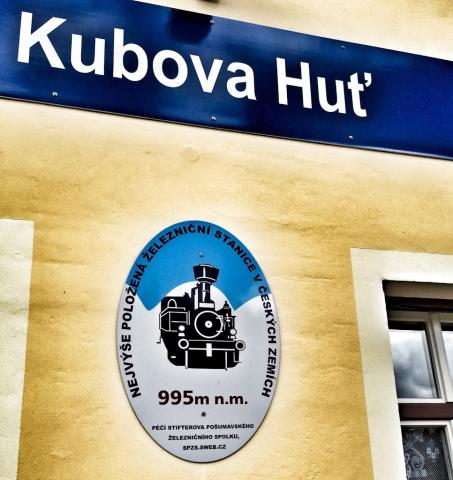 Kubova Huť
NEJVÝŠE POLOŽENÁ ŽELEZNIČNÍ STANICE V ČESKÝCH ZEMÍCH
995m n.m.
PÉČÍ STIFTEROVA POŠUMAVSKÉHO
ŽELEZNIČNÍHO SPOLKU,
SPZS.SWEB.CZ